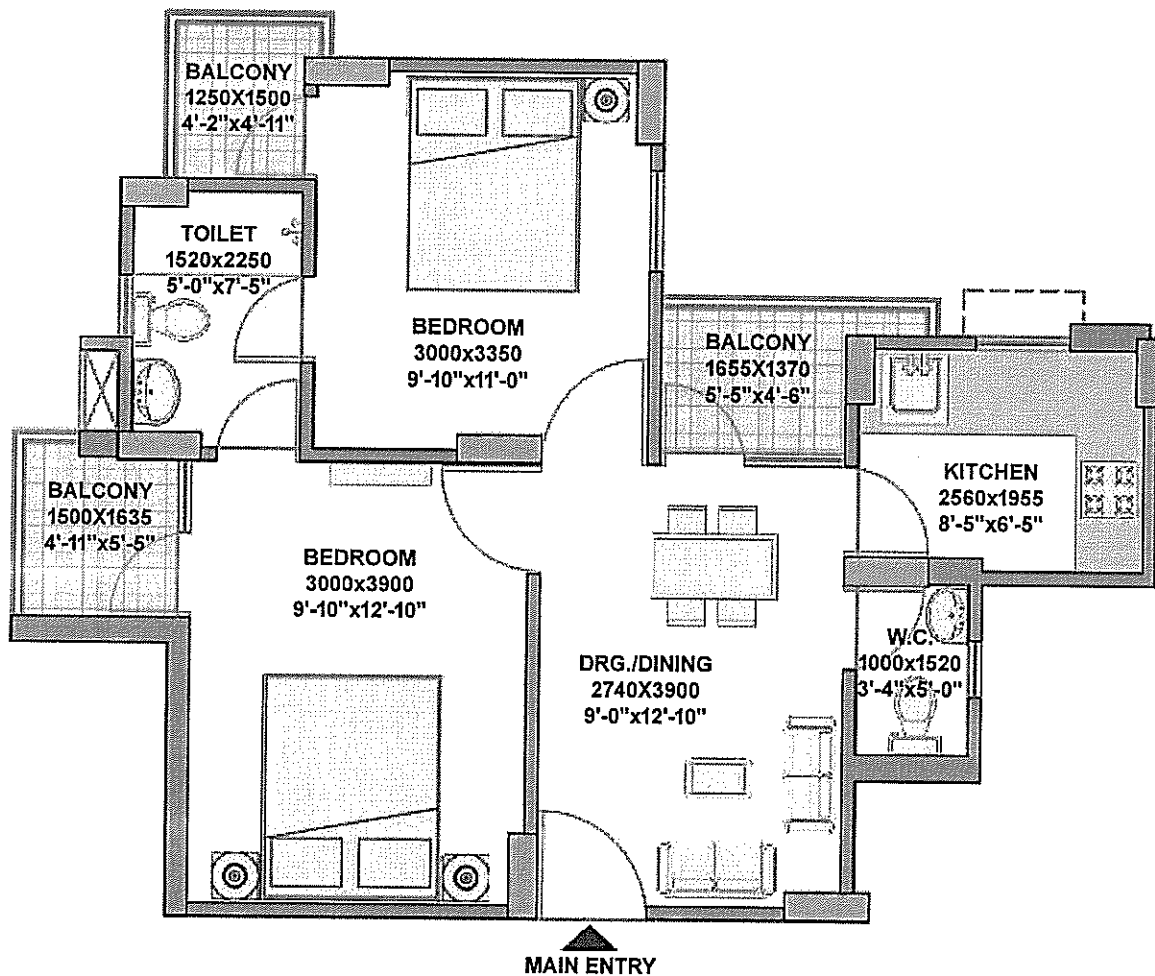 BALCONY
1250X1500
4'-2"x4'-11"
TOILET
1520x2250
5'-0"x7'-5"
BEDROOM
3000x3350
9'-10"x11'-0"
BALCONY
1655X1370
5'-5"x4'-6"
KITCHEN
2560x1955
8'-5"x6'-5"
BALCONY
1500X1635
4'-11"x5'-5"
BEDROOM
3000x3900
9'-10"x12'-10"
DRG./DINING
2740X3900
9'-0"x12'-10"
W.C.
1000x1520
3'-4"x5'-0"
MAIN ENTRY